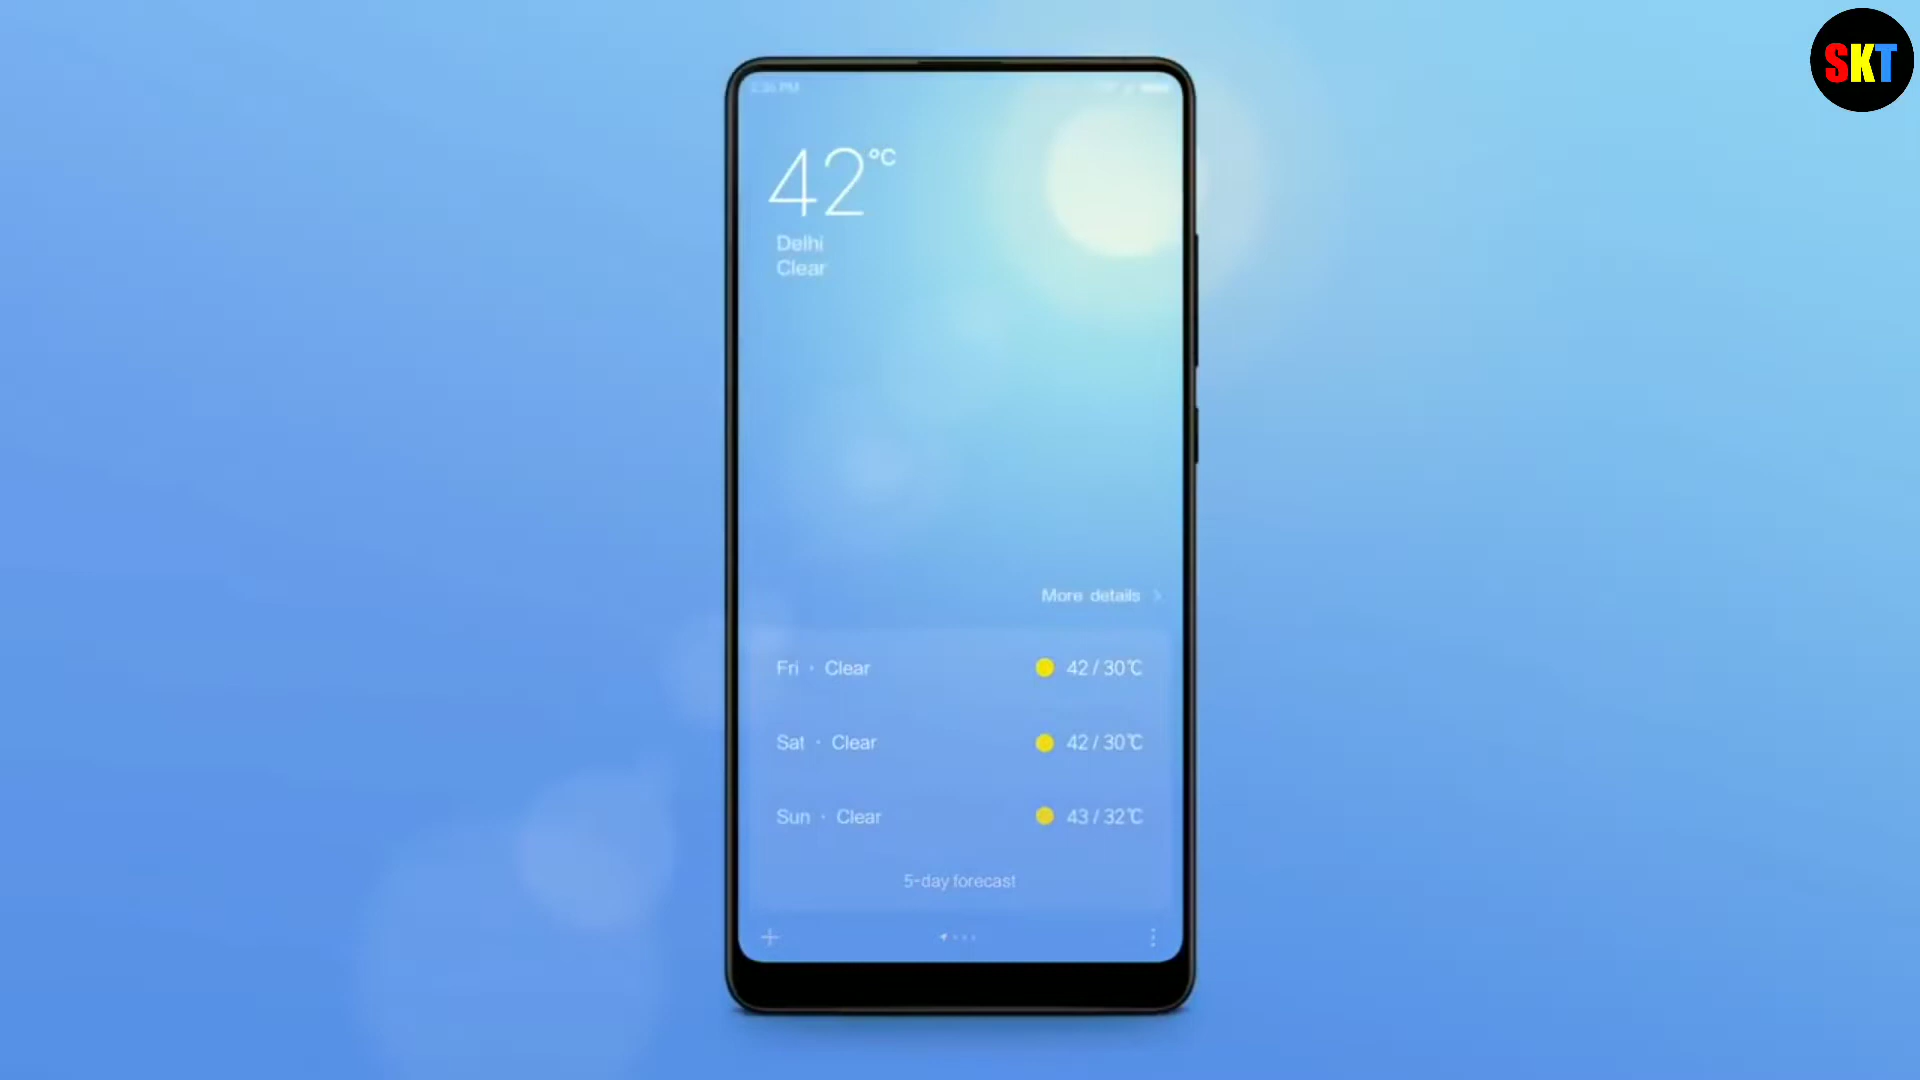 SKT
42°C
Delhi
Clear
More details
Fri · Clear 42 / 30℃
Sat · Clear 42 / 30℃
Sun · Clear 43 / 32℃
5-day forecast